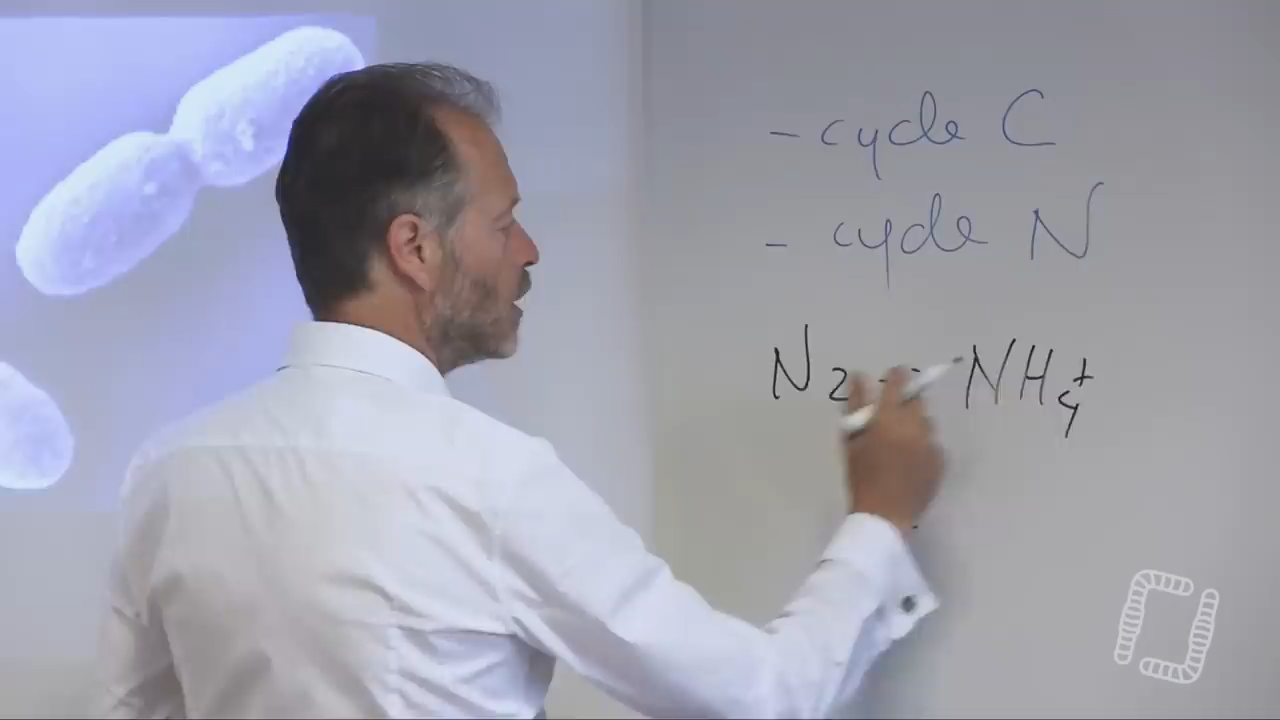 - cycle C
- cycle N
N2 → NH4+